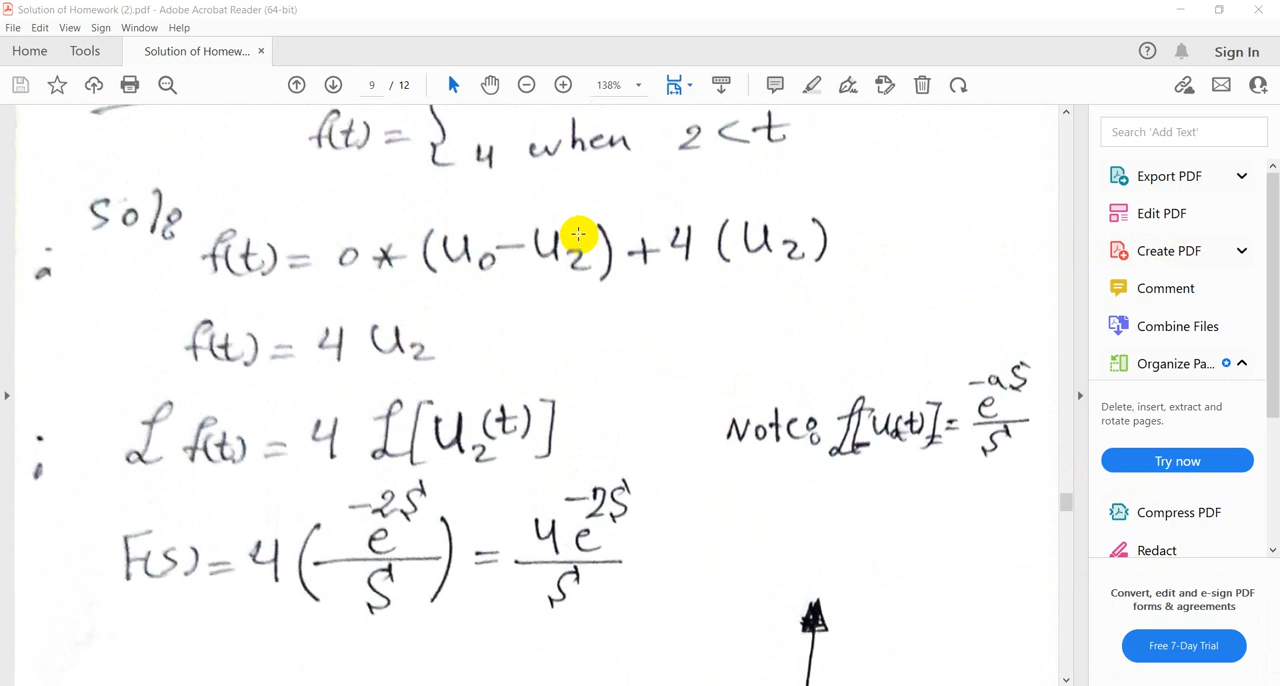 Solution of Homework (2).pdf - Adobe Acrobat Reader (64-bit)
File Edit View Sign Window Help
Home Tools Solution of Homew... ×
Sign In
9 / 12 138%
f(t) = { 4 when 2 < t
Sol:
f(t) = 0 * (u₀ - u₂) + 4 (u₂)
f(t) = 4 u₂
ℒ f(t) = 4 ℒ[u₂(t)]
Note: ℒ[uₐ(t)] = e^(-aS) / S
F(s) = 4 (e^(-2S) / S) = 4e^(-2S) / S
Search 'Add Text'
Export PDF
Edit PDF
Create PDF
Comment
Combine Files
Organize Pa...
Delete, insert, extract and
rotate pages.
Try now
Compress PDF
Redact
Convert, edit and e-sign PDF
forms & agreements
Free 7-Day Trial